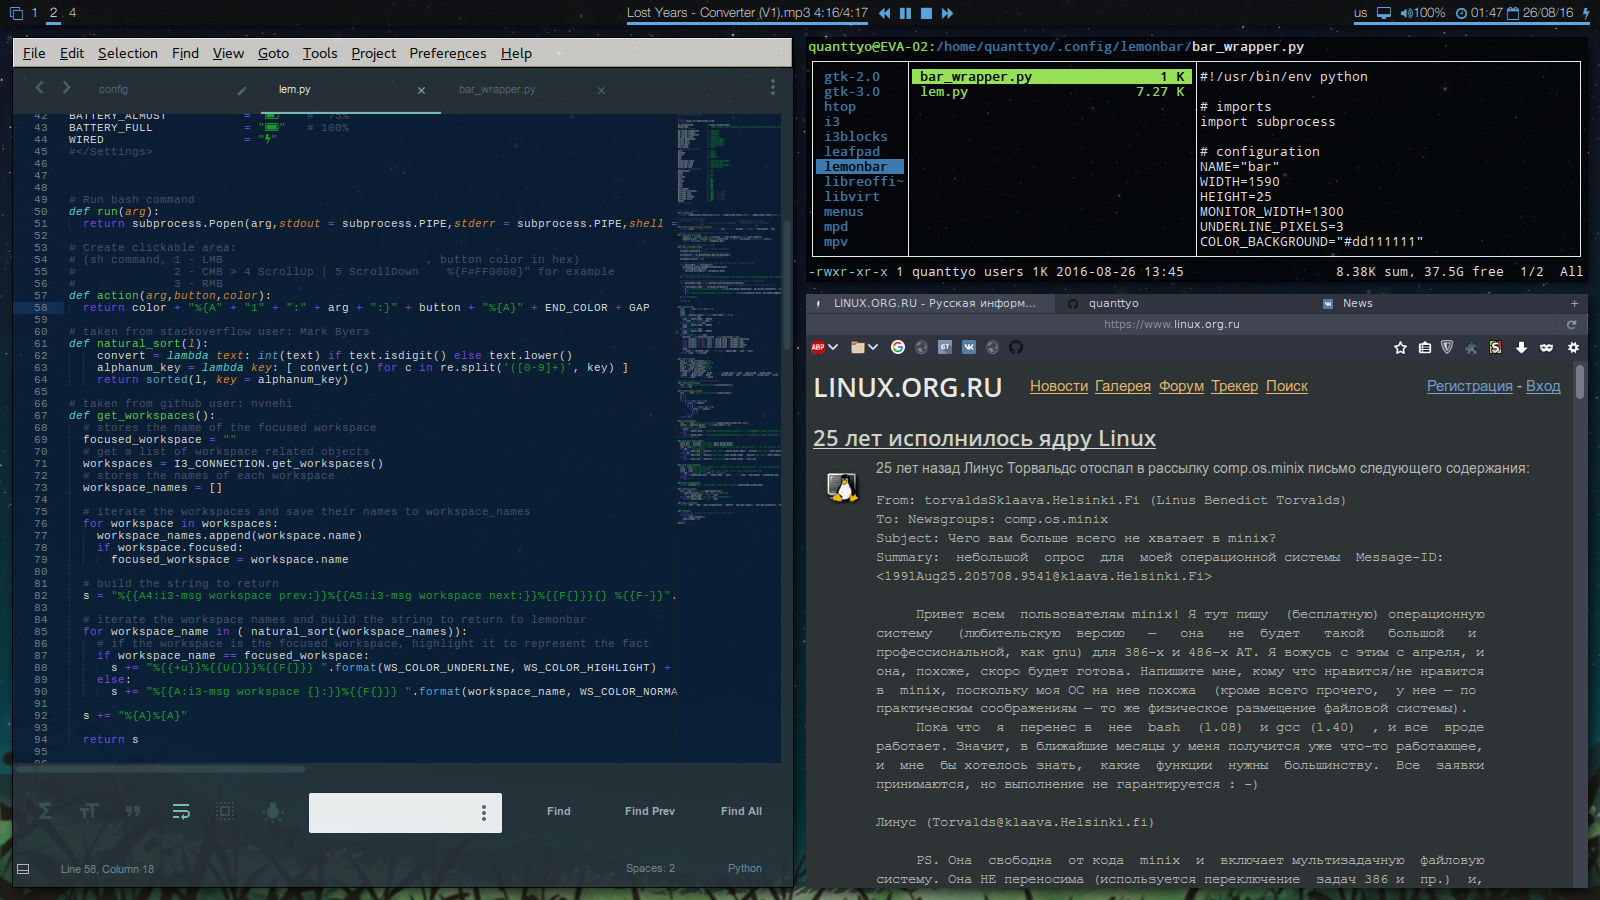 1 2 4
Lost Years - Converter (V1).mp3 4:16/4:17
us 100% 01:47 26/08/16
File Edit Selection Find View Goto Tools Project Preferences Help
config lem.py × bar_wrapper.py ×
42 BATTERY_ALMOST = " # 75%
43 BATTERY_FULL = "" # 100%
44 WIRED = ""
45 #</Settings>
46
47
48
49 # Run bash command
50 def run(arg):
51 return subprocess.Popen(arg,stdout = subprocess.PIPE,stderr = subprocess.PIPE,shell =
52
53 # Create clickable area:
54 # (sh command, 1 - LMB , button color in hex)
55 # 2 - CMB > 4 ScrollUp | 5 ScrollDown %{F#FF0000}" for example
56 # 3 - RMB
57 def action(arg,button,color):
58 return color + "%{A" + "1" + ":" + arg + ":}" + button + "%{A}" + END_COLOR + GAP
59
60 # taken from stackoverflow user: Mark Byers
61 def natural_sort(l):
62 convert = lambda text: int(text) if text.isdigit() else text.lower()
63 alphanum_key = lambda key: [ convert(c) for c in re.split('([0-9]+)', key) ]
64 return sorted(l, key = alphanum_key)
65
66 # taken from github user: nvnehi
67 def get_workspaces():
68 # stores the name of the focused workspace
69 focused_workspace = ""
70 # get a list of workspace related objects
71 workspaces = I3_CONNECTION.get_workspaces()
72 # stores the names of each workspace
73 workspace_names = []
74
75 # iterate the workspaces and save their names to workspace_names
76 for workspace in workspaces:
77 workspace_names.append(workspace.name)
78 if workspace.focused:
79 focused_workspace = workspace.name
80
81 # build the string to return
82 s = "%{{A4:i3-msg workspace prev:}}%{{A5:i3-msg workspace next:}}%{{F{}}}{} %{{F-}}".
83
84 # iterate the workspace names and build the string to return to lemonbar
85 for workspace_name in ( natural_sort(workspace_names)):
86 # if the workspace is the focused workspace, highlight it to represent the fact
87 if workspace_name == focused_workspace:
88 s += "%{{+u}}%{{U{}}}%{{F{}}} ".format(WS_COLOR_UNDERLINE, WS_COLOR_HIGHLIGHT) +
89 else:
90 s += "%{{A:i3-msg workspace {}:}}%{{F{}}} ".format(workspace_name, WS_COLOR_NORMA
91
92 s += "%{A}%{A}"
93
94 return s
95
Find Find Prev Find All
Line 58, Column 18 Spaces: 2 Python
quanttyo@EVA-02:/home/quanttyo/.config/lemonbar/bar_wrapper.py
gtk-2.0
gtk-3.0
htop
i3
i3blocks
leafpad
lemonbar
libreoffi~
libvirt
menus
mpd
mpv
bar_wrapper.py 1 K
lem.py 7.27 K
#!/usr/bin/env python
# imports
import subprocess
# configuration
NAME="bar"
WIDTH=1590
HEIGHT=25
MONITOR_WIDTH=1300
UNDERLINE_PIXELS=3
COLOR_BACKGROUND="#dd111111"
-rwxr-xr-x 1 quanttyo users 1K 2016-08-26 13:45 8.38K sum, 37.5G free 1/2 All
LINUX.ORG.RU - Русская информ... quanttyo News +
https://www.linux.org.ru
ABP G GT
LINUX.ORG.RU Новости Галерея Форум Трекер Поиск Регистрация - Вход
25 лет исполнилось ядру Linux
25 лет назад Линус Торвальдс отослал в рассылку comp.os.minix письмо следующего содержания:
From: torvaldsSklaava.Helsinki.Fi (Linus Benedict Torvalds)
To: Newsgroups: comp.os.minix
Subject: Чего вам больше всего не хватает в minix?
Summary: небольшой опрос для моей операционной системы Message-ID:
<1991Aug25.205708.9541@klaava.Helsinki.Fi>
Привет всем пользователям minix! Я тут пишу (бесплатную) операционную
систему (любительскую версию — она не будет такой большой и
профессиональной, как gnu) для 386-х и 486-х АТ. Я вожусь с этим с апреля, и
она, похоже, скоро будет готова. Напишите мне, кому что нравится/не нравится
в minix, поскольку моя ОС на нее похожа (кроме всего прочего, у нее — по
практическим соображениям — то же физическое размещение файловой системы).
Пока что я перенес в нее bash (1.08) и gcc (1.40) , и все вроде
работает. Значит, в ближайшие месяцы у меня получится уже что-то работающее,
и мне бы хотелось знать, какие функции нужны большинству. Все заявки
принимаются, но выполнение не гарантируется : -)
Линус (Torvalds@klaava.Helsinki.fi)
PS. Она свободна от кода minix и включает мультизадачную файловую
систему. Она НЕ переносима (используется переключение задач 386 и пр.) и,